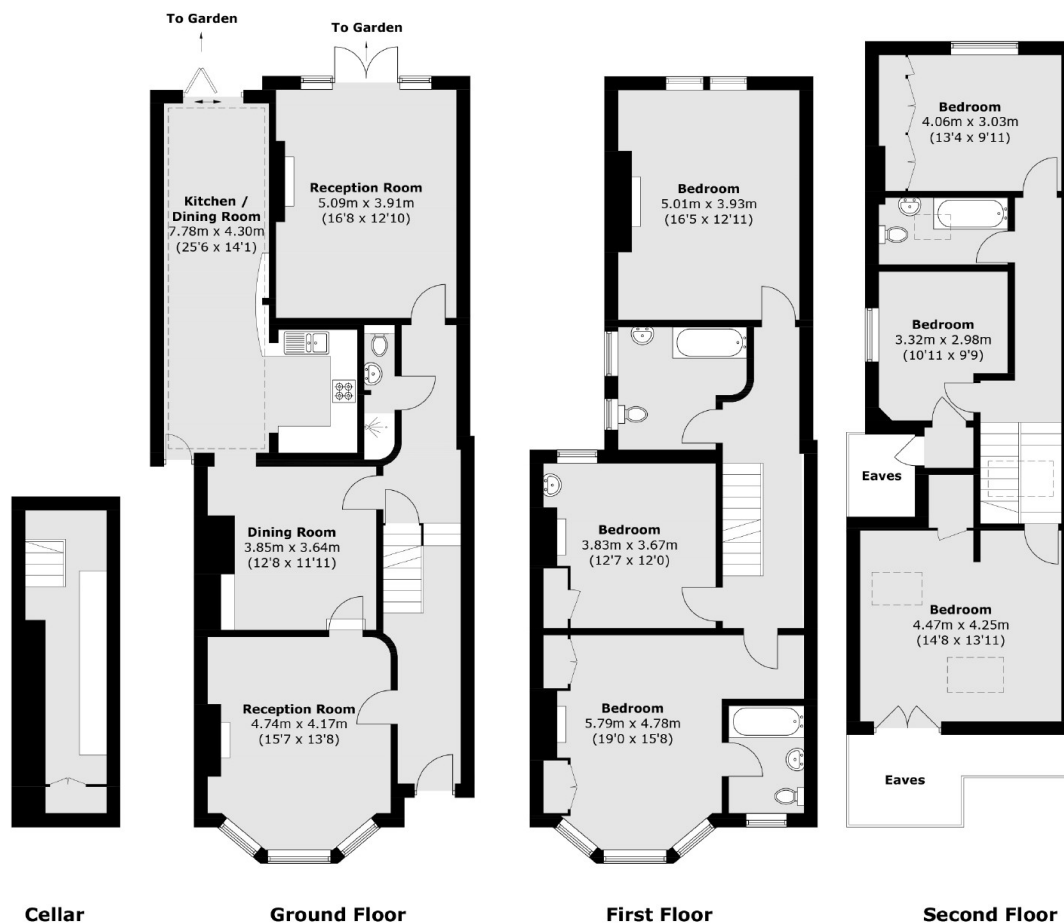 To Garden
To Garden
Kitchen /
Dining Room
7.78m x 4.30m
(25'6 x 14'1)
Reception Room
5.09m x 3.91m
(16'8 x 12'10)
Dining Room
3.85m x 3.64m
(12'8 x 11'11)
Reception Room
4.74m x 4.17m
(15'7 x 13'8)
Bedroom
5.01m x 3.93m
(16'5 x 12'11)
Bedroom
3.83m x 3.67m
(12'7 x 12'0)
Bedroom
5.79m x 4.78m
(19'0 x 15'8)
Bedroom
4.06m x 3.03m
(13'4 x 9'11)
Bedroom
3.32m x 2.98m
(10'11 x 9'9)
Eaves
Bedroom
4.47m x 4.25m
(14'8 x 13'11)
Eaves
Cellar
Ground Floor
First Floor
Second Floor